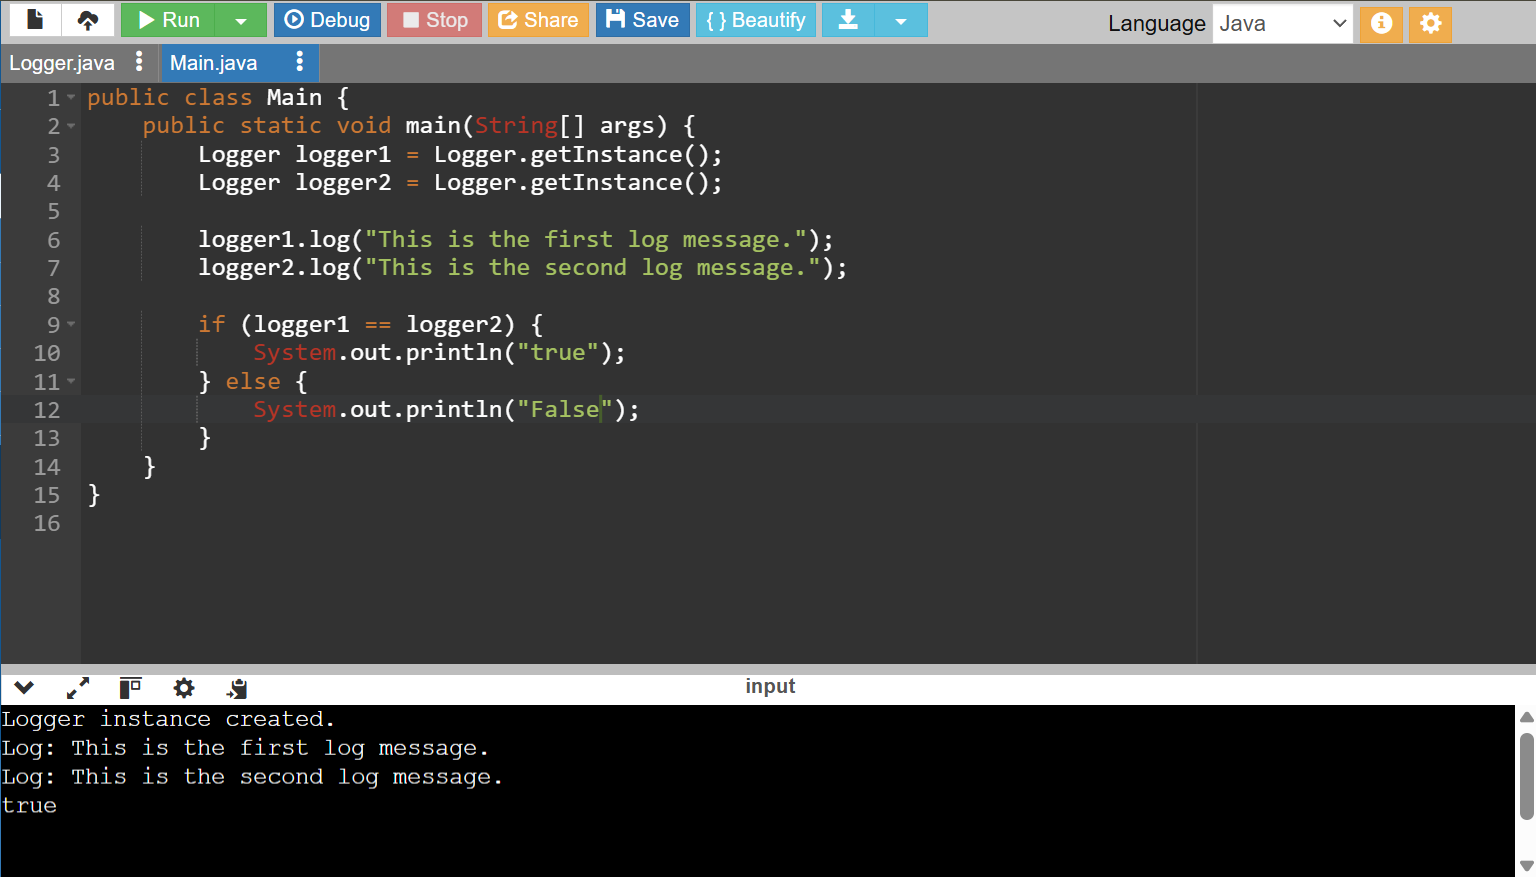 Run Debug Stop Share Save { } Beautify Language Java
Logger.java Main.java
1 public class Main {
2     public static void main(String[] args) {
3         Logger logger1 = Logger.getInstance();
4         Logger logger2 = Logger.getInstance();
5
6         logger1.log("This is the first log message.");
7         logger2.log("This is the second log message.");
8
9         if (logger1 == logger2) {
10             System.out.println("true");
11         } else {
12             System.out.println("False");
13         }
14     }
15 }
16
input
Logger instance created.
Log: This is the first log message.
Log: This is the second log message.
true